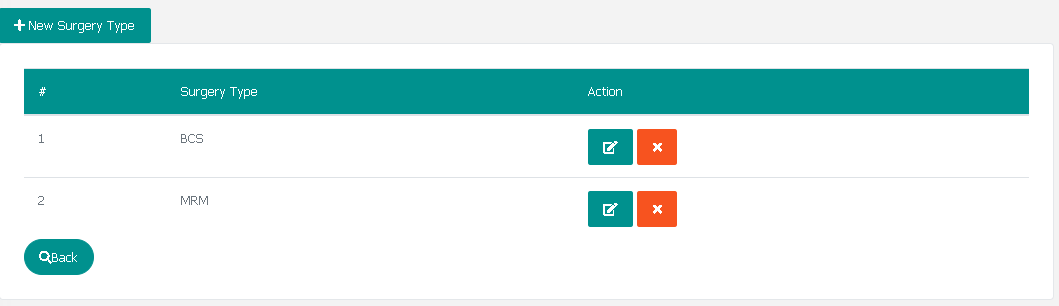 New Surgery Type
# Surgery Type Action
1 BCS
2 MRM
Back